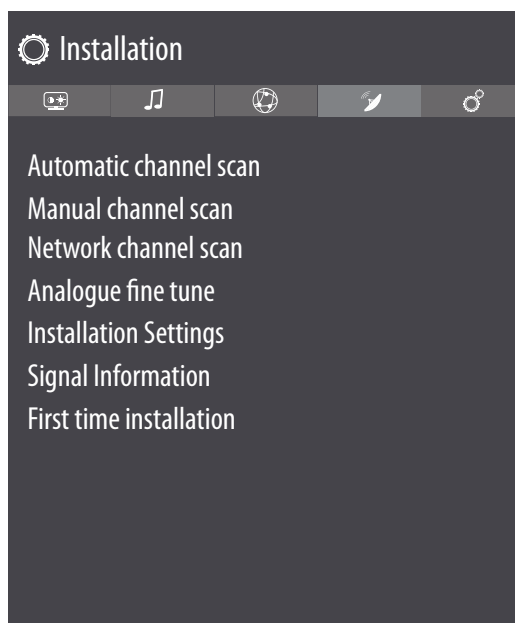 Installation
Automatic channel scan
Manual channel scan
Network channel scan
Analogue fine tune
Installation Settings
Signal Information
First time installation